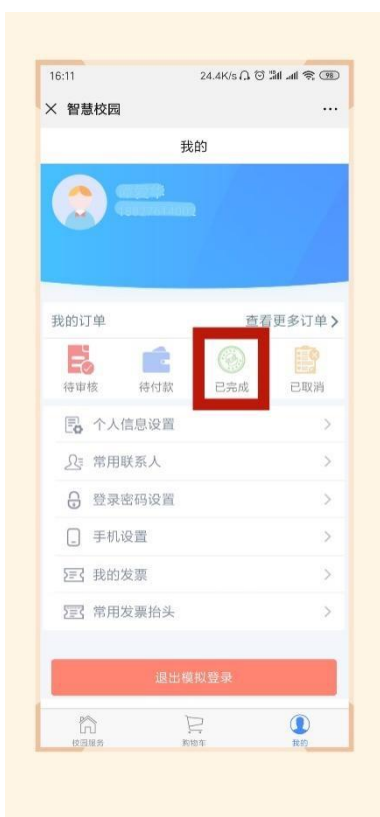 16:11 24.4K/s 98
智慧校园
我的
我的订单 查看更多订单
待审核 待付款 已完成 已取消
个人信息设置
常用联系人
登录密码设置
手机设置
我的发票
常用发票抬头
退出模拟登录
校园服务 购物车 我的